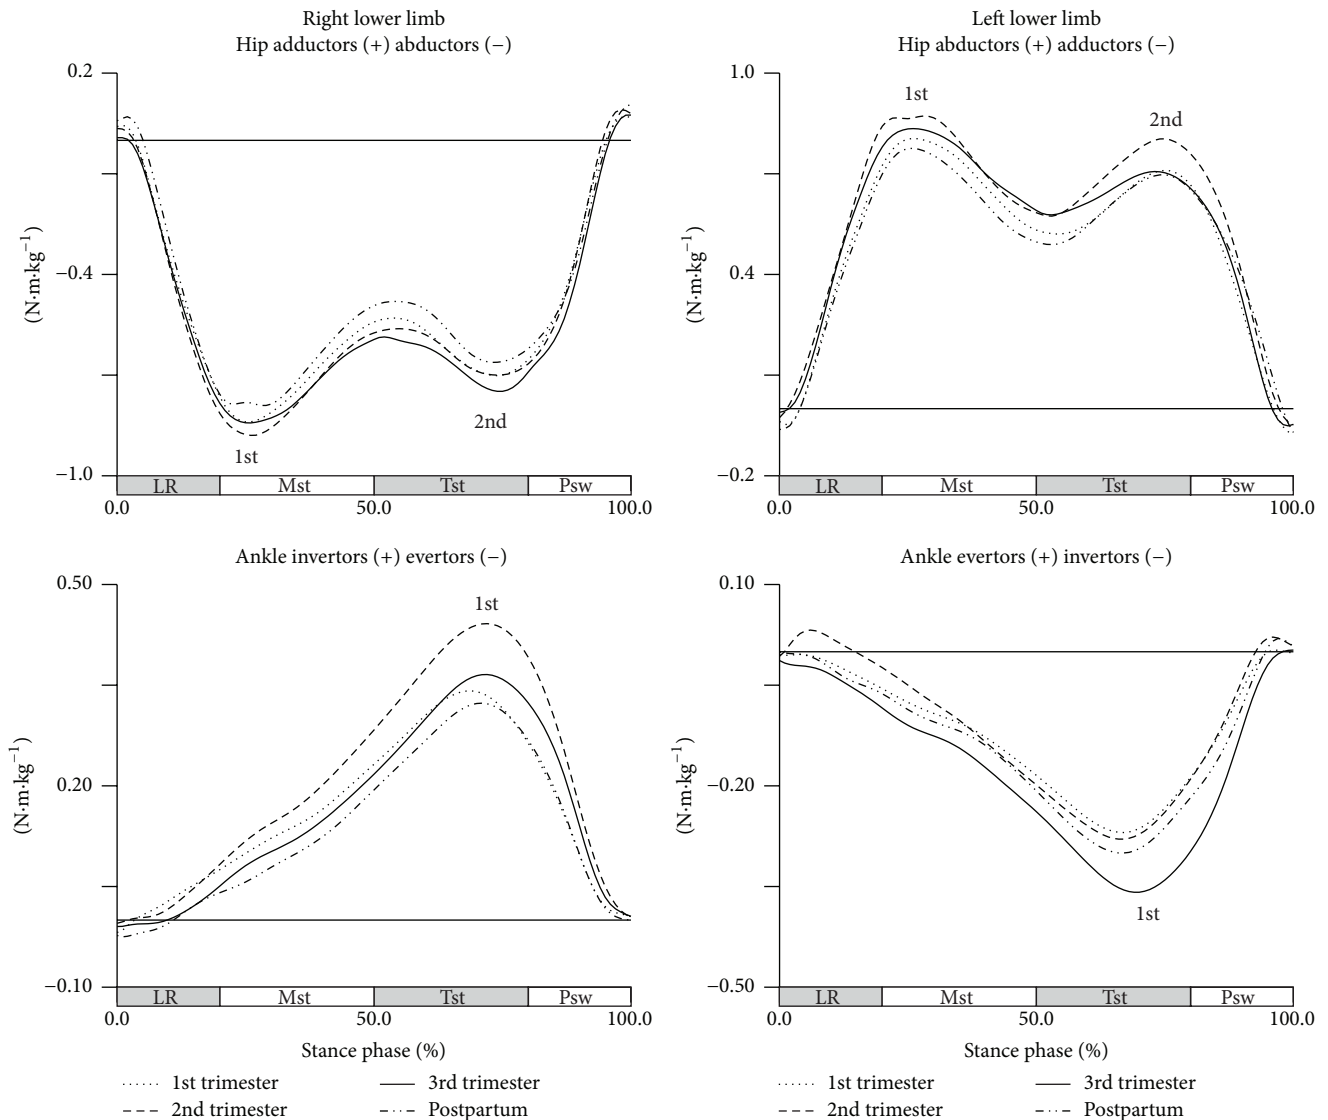 Right lower limb
Hip adductors (+) abductors (−)
0.2
−0.4
−1.0
(N·m·kg−1)
1st
2nd
LR Mst Tst Psw
0.0 50.0 100.0
Left lower limb
Hip abductors (+) adductors (−)
1.0
0.4
−0.2
(N·m·kg−1)
1st
2nd
LR Mst Tst Psw
0.0 50.0 100.0
Ankle invertors (+) evertors (−)
0.50
0.20
−0.10
(N·m·kg−1)
1st
LR Mst Tst Psw
0.0 50.0 100.0
Stance phase (%)
1st trimester 3rd trimester
2nd trimester Postpartum
Ankle evertors (+) invertors (−)
0.10
−0.20
−0.50
(N·m·kg−1)
1st
LR Mst Tst Psw
0.0 50.0 100.0
Stance phase (%)
1st trimester 3rd trimester
2nd trimester Postpartum